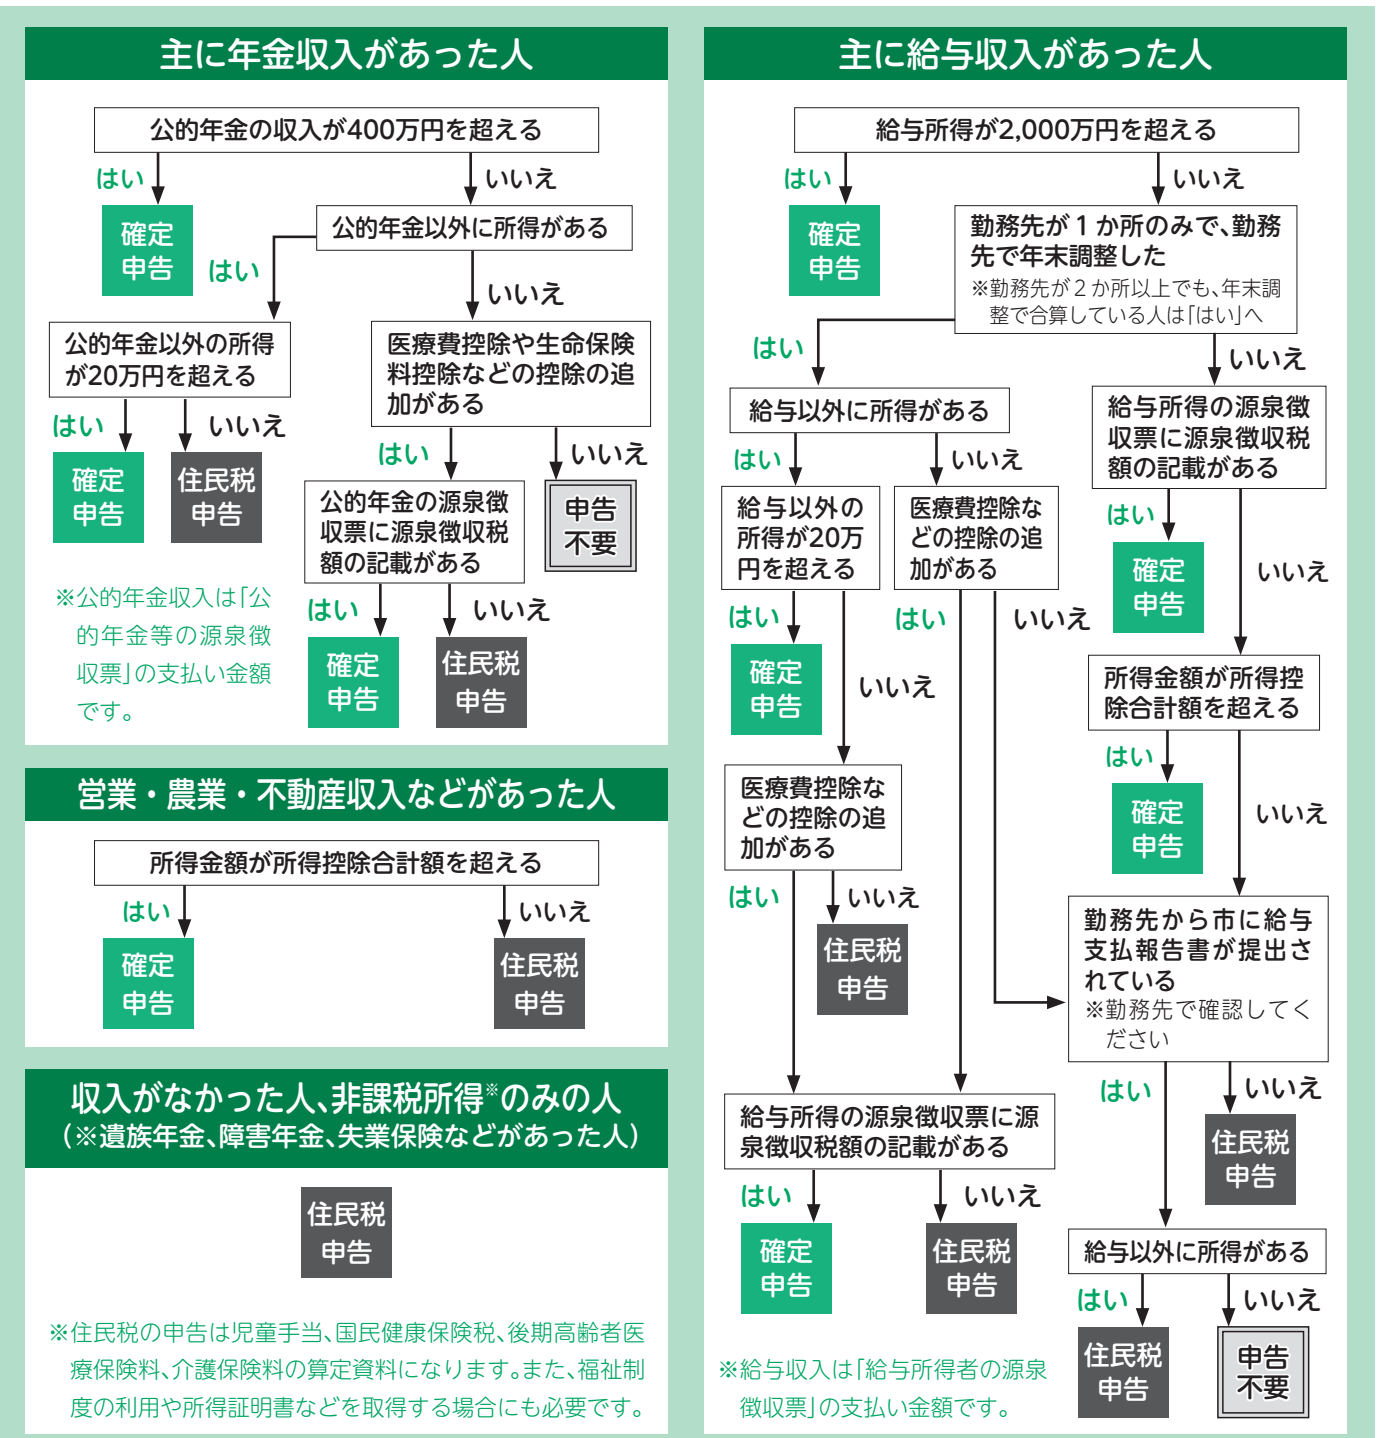 主に年金収入があった人
公的年金の収入が400万円を超える
はい
いいえ
確定
申告
公的年金以外に所得がある
はい
いいえ
公的年金以外の所得
が20万円を超える
はい
いいえ
確定
申告
住民税
申告
医療費控除や生命保険
料控除などの控除の追
加がある
はい
いいえ
公的年金の源泉徴
収票に源泉徴収税
額の記載がある
申告
不要
はい
いいえ
確定
申告
住民税
申告
※公的年金収入は「公
的年金等の源泉徴
収票」の支払い金額
です。
営業・農業・不動産収入などがあった人
所得金額が所得控除合計額を超える
はい
いいえ
確定
申告
住民税
申告
収入がなかった人、非課税所得※のみの人
(※遺族年金、障害年金、失業保険などがあった人)
住民税
申告
※住民税の申告は児童手当、国民健康保険税、後期高齢者医
療保険料、介護保険料の算定資料になります。また、福祉制
度の利用や所得証明書などを取得する場合にも必要です。
主に給与収入があった人
給与所得が2,000万円を超える
はい
いいえ
確定
申告
勤務先が1か所のみで、勤務
先で年末調整した
※勤務先が2か所以上でも、年末調
整で合算している人は「はい」へ
はい
いいえ
給与以外に所得がある
はい
いいえ
給与以外の
所得が20万
円を超える
医療費控除な
どの控除の追
加がある
はい
いいえ
はい
いいえ
確定
申告
医療費控除な
どの控除の追
加がある
はい
いいえ
住民税
申告
給与所得の源泉徴収票に源
泉徴収税額の記載がある
はい
いいえ
確定
申告
住民税
申告
※給与収入は「給与所得者の源泉
徴収票」の支払い金額です。
給与所得の源泉徴
収票に源泉徴収税
額の記載がある
はい
いいえ
確定
申告
所得金額が所得控
除合計額を超える
はい
いいえ
確定
申告
勤務先から市に給与
支払報告書が提出さ
れている
※勤務先で確認してく
ださい
はい
いいえ
住民税
申告
給与以外に所得がある
はい
いいえ
住民税
申告
申告
不要